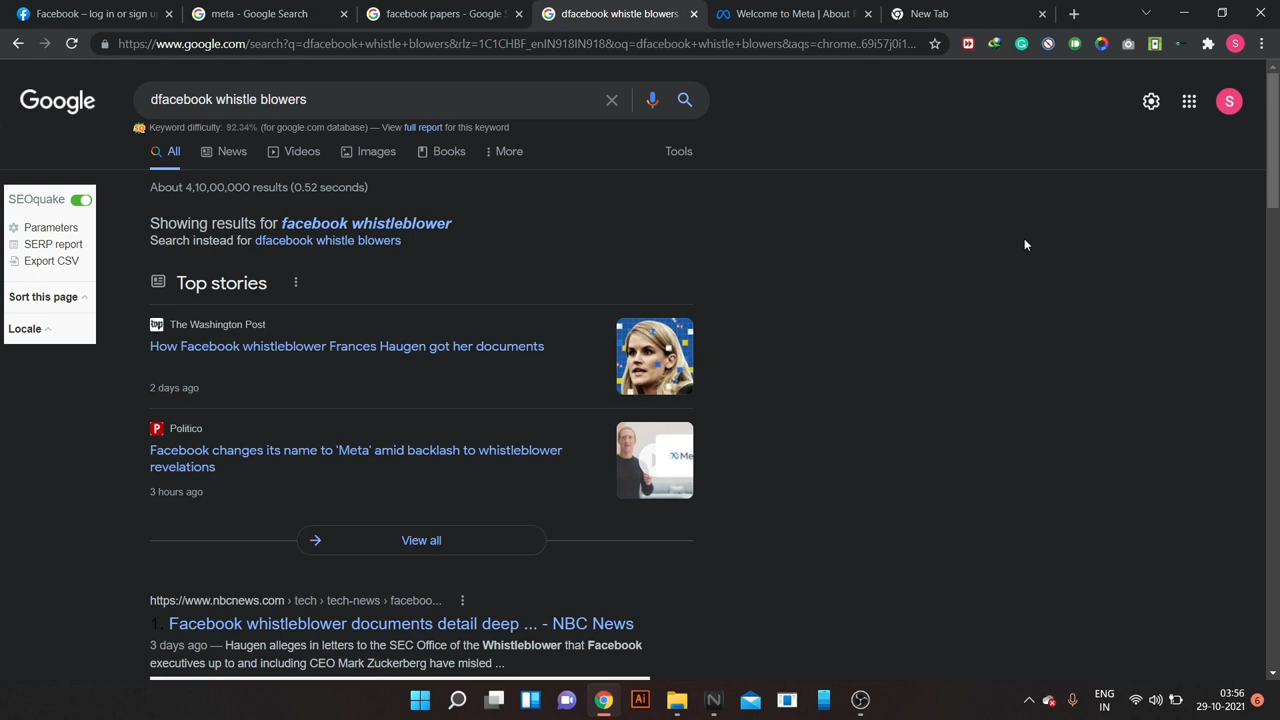 Facebook – log in or sign up
meta - Google Search
facebook papers - Google S
dfacebook whistle blowers
Welcome to Meta | About F
New Tab
https://www.google.com/search?q=dfacebook+whistle+blowers&rlz=1C1CHBF_enIN918IN918&oq=dfacebook+whistle+blowers&aqs=chrome..69i57j0i1...
S
Google
dfacebook whistle blowers
S
Keyword difficulty: 92.34% (for google.com database) — View full report for this keyword
All
News
Videos
Images
Books
More
Tools
About 4,10,00,000 results (0.52 seconds)
SEOquake
Parameters
SERP report
Export CSV
Sort this page
Locale
Showing results for facebook whistleblower
Search instead for dfacebook whistle blowers
Top stories
wp The Washington Post
How Facebook whistleblower Frances Haugen got her documents
2 days ago
P Politico
Facebook changes its name to 'Meta' amid backlash to whistleblower
revelations
3 hours ago
Me
View all
https://www.nbcnews.com › tech › tech-news › faceboo...
1. Facebook whistleblower documents detail deep ... - NBC News
3 days ago — Haugen alleges in letters to the SEC Office of the Whistleblower that Facebook
executives up to and including CEO Mark Zuckerberg have misled ...
Ai
N
ENG
IN
03:56
29-10-2021
6